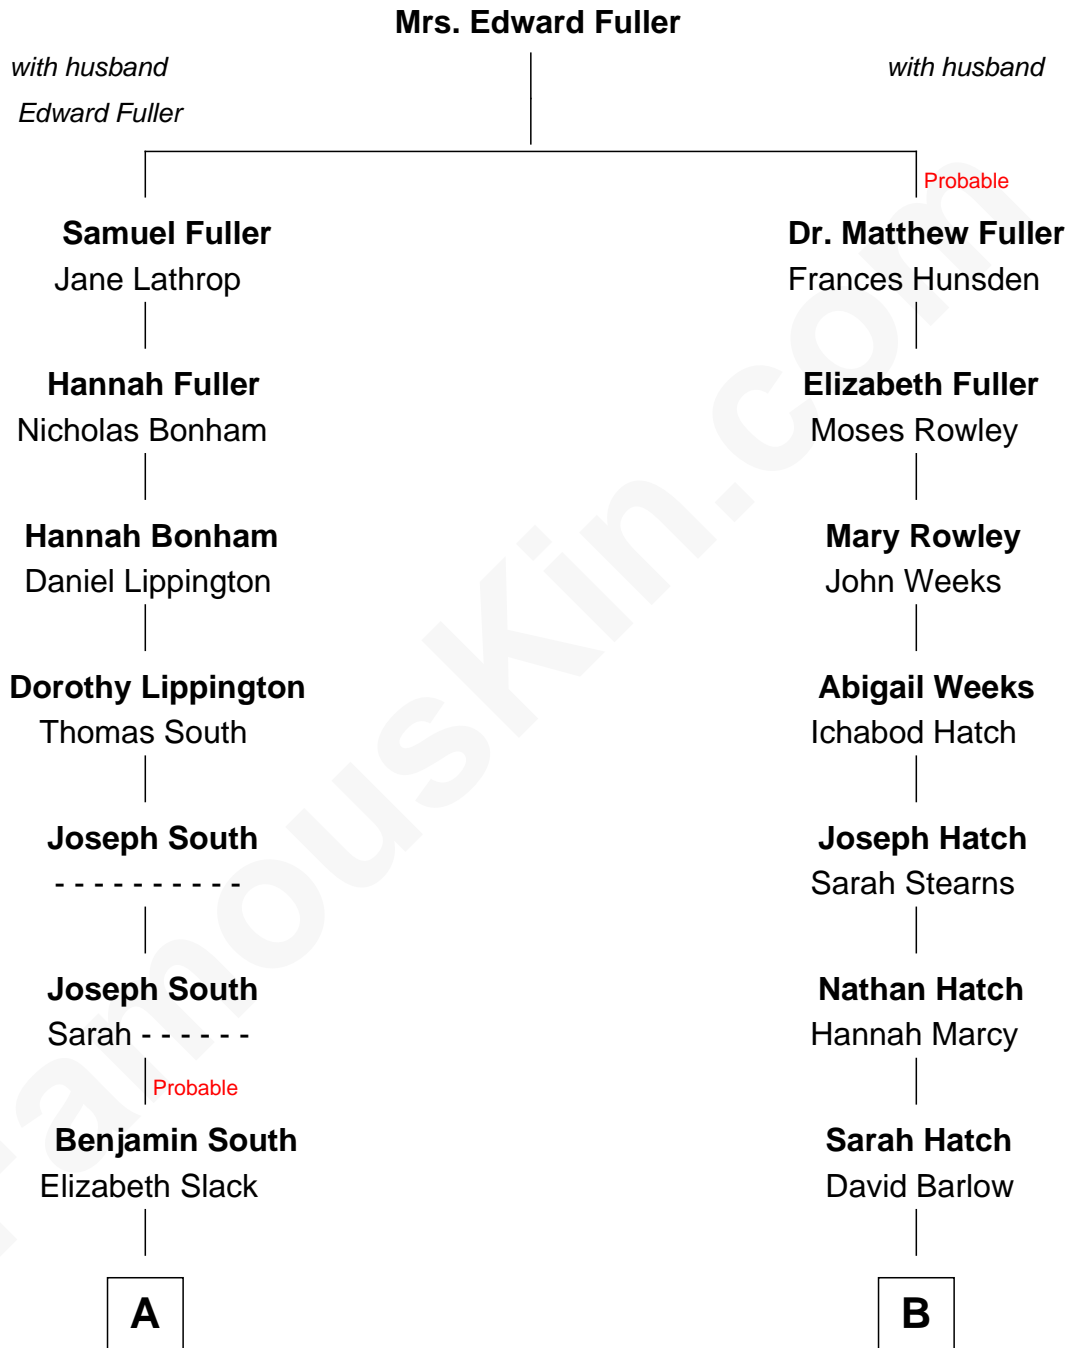 Mrs. Edward Fuller
with husband
Edward Fuller
with husband
Probable
Samuel Fuller
Jane Lathrop
Dr. Matthew Fuller
Frances Hunsden
Hannah Fuller
Nicholas Bonham
Elizabeth Fuller
Moses Rowley
Hannah Bonham
Daniel Lippington
Mary Rowley
John Weeks
Dorothy Lippington
Thomas South
Abigail Weeks
Ichabod Hatch
Joseph South
- - - - - - - - - -
Joseph Hatch
Sarah Stearns
Joseph South
Sarah - - - - - -
Nathan Hatch
Hannah Marcy
Probable
Benjamin South
Elizabeth Slack
Sarah Hatch
David Barlow
A
B
FamousKin.com